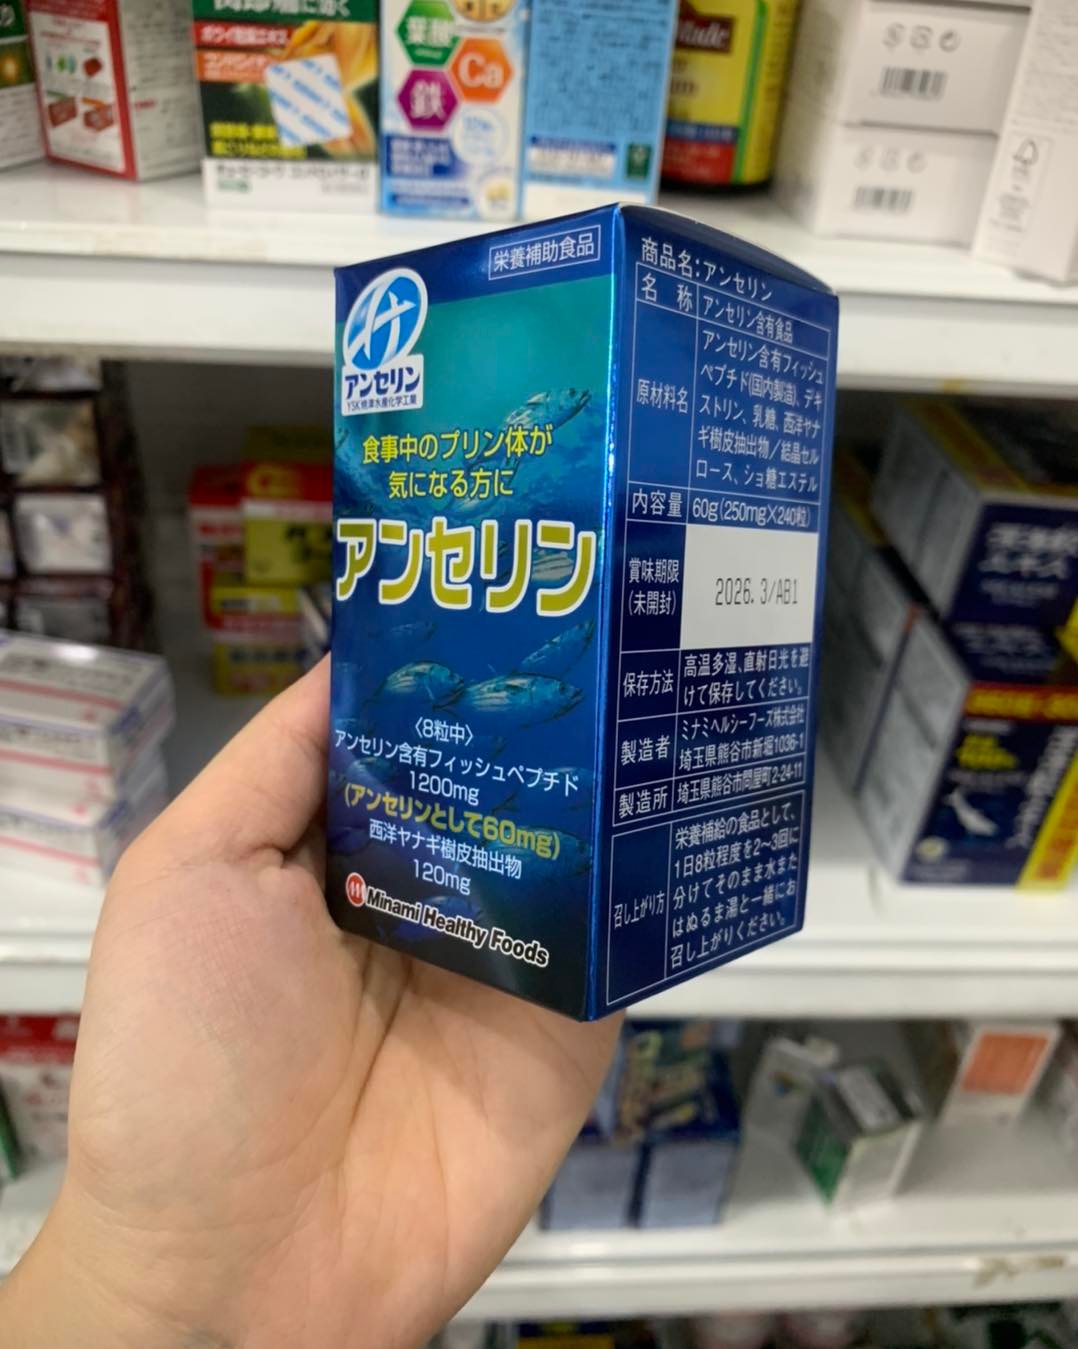 葉酸
Ca
鉄
栄養補助食品
アンセリン
YSK焼津水産化学工業
食事中のプリン体が
気になる方に
アンセリン
〈8粒中〉
アンセリン含有フィッシュペプチド
1200mg
(アンセリンとして60mg)
西洋ヤナギ樹皮抽出物
120mg
Minami Healthy Foods
商品名:アンセリン
名 称 アンセリン含有食品
原材料名
アンセリン含有フィッシュ
ペプチド(国内製造)、デキ
ストリン、乳糖、西洋ヤナ
ギ樹皮抽出物/結晶セル
ロース、ショ糖エステル
内容量 60g(250mg×240粒)
賞味期限
(未開封)
2026. 3/AB1
保存方法
高温多湿、直射日光を避
けて保存してください。
製造者
ミナミヘルシーフーズ株式会社
埼玉県熊谷市新堀1036-1
製造所 埼玉県熊谷市問屋町2-24-11
召し上がり方
栄養補給の食品として、
1日8粒程度を2~3回に
分けてそのまま水また
はぬるま湯と一緒にお
召し上がりください。